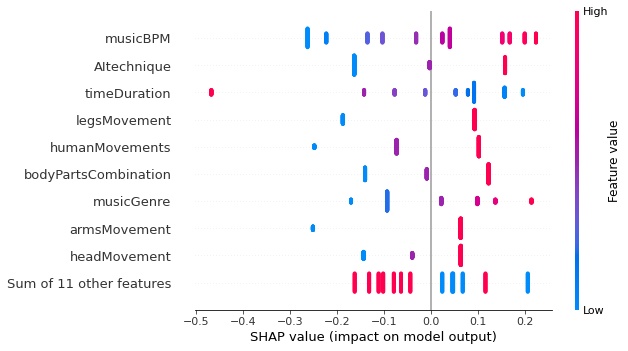 High
musicBPM
AItechnique
timeDuration
legsMovement
humanMovements
bodyPartsCombination
musicGenre
armsMovement
headMovement
Sum of 11 other features
Feature value
Low
−0.5 −0.4 −0.3 −0.2 −0.1 0.0 0.1 0.2
SHAP value (impact on model output)